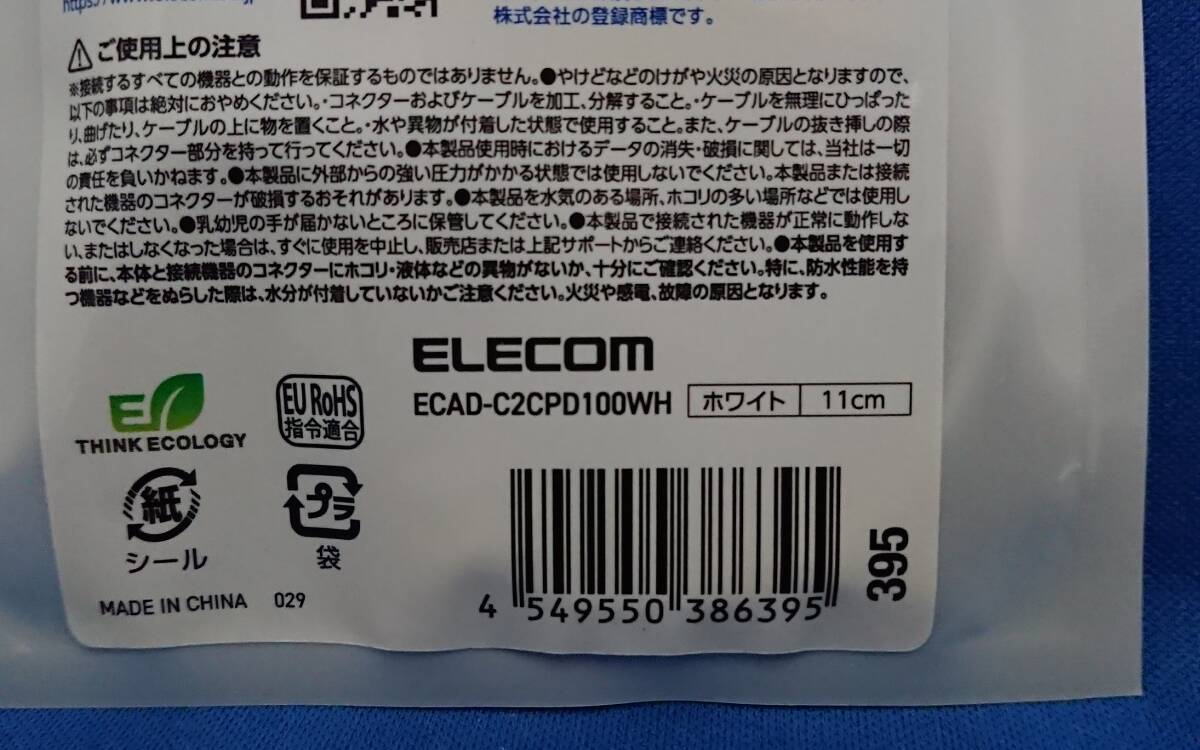 株式会社の登録商標です。
ご使用上の注意
※接続するすべての機器との動作を保証するものではありません。●やけどなどのけがや火災の原因となりますので、
以下の事項は絶対におやめください。・コネクターおよびケーブルを加工、分解すること。・ケーブルを無理にひっぱった
り、曲げたり、ケーブルの上に物を置くこと。・水や異物が付着した状態で使用すること。また、ケーブルの抜き挿しの際
は、必ずコネクター部分を持って行ってください。●本製品使用時におけるデータの消失・破損に関しては、当社は一切
の責任を負いかねます。●本製品に外部からの強い圧力がかかる状態では使用しないでください。本製品または接続
された機器のコネクターが破損するおそれがあります。●本製品を水気のある場所、ホコリの多い場所などでは使用し
ないでください。●乳幼児の手が届かないところに保管してください。●本製品で接続された機器が正常に動作しな
い、またはしなくなった場合は、すぐに使用を中止し、販売店または上記サポートからご連絡ください。●本製品を使用す
る前に、本体と接続機器のコネクターにホコリ・液体などの異物がないか、十分にご確認ください。特に、防水性能を持
つ機器などをぬらした際は、水分が付着していないかご注意ください。火災や感電、故障の原因となります。
ELECOM
ECAD-C2CPD100WH ホワイト 11cm
THINK ECOLOGY
EU RoHS
指令適合
紙
シール
プラ
袋
MADE IN CHINA 029
4 549550 386395
395